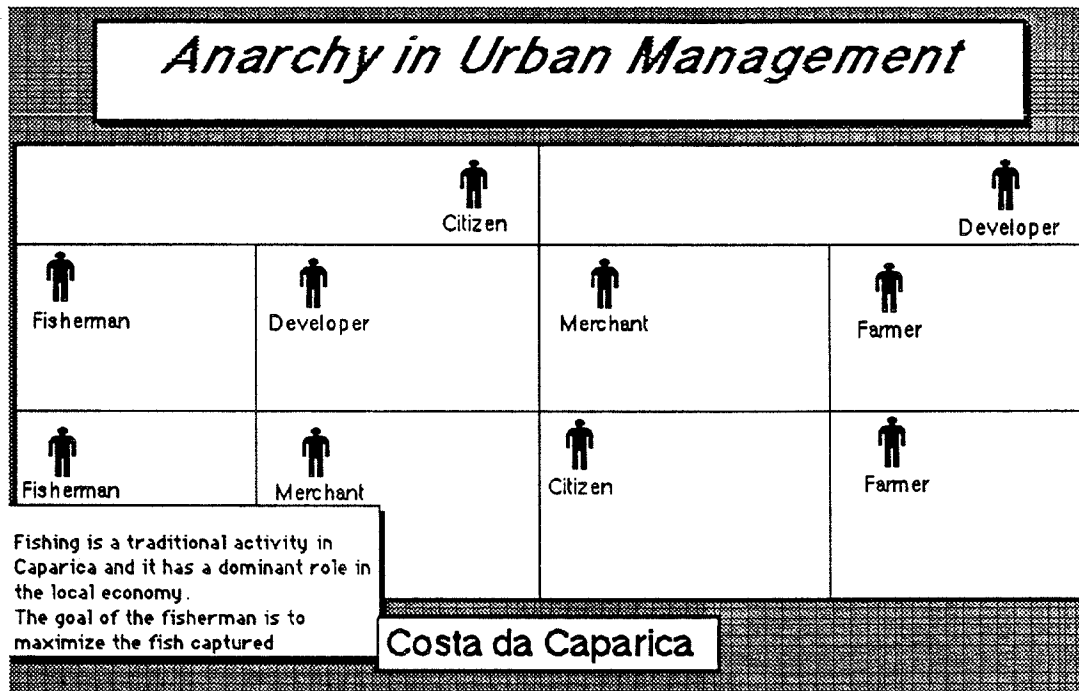 Anarchy in Urban Management
Citizen
Developer
Fisherman
Developer
Merchant
Farmer
Fisherman
Merchant
Citizen
Farmer
Fishing is a traditional activity in
Caparica and it has a dominant role in
the local economy.
The goal of the fisherman is to
maximize the fish captured
Costa da Caparica